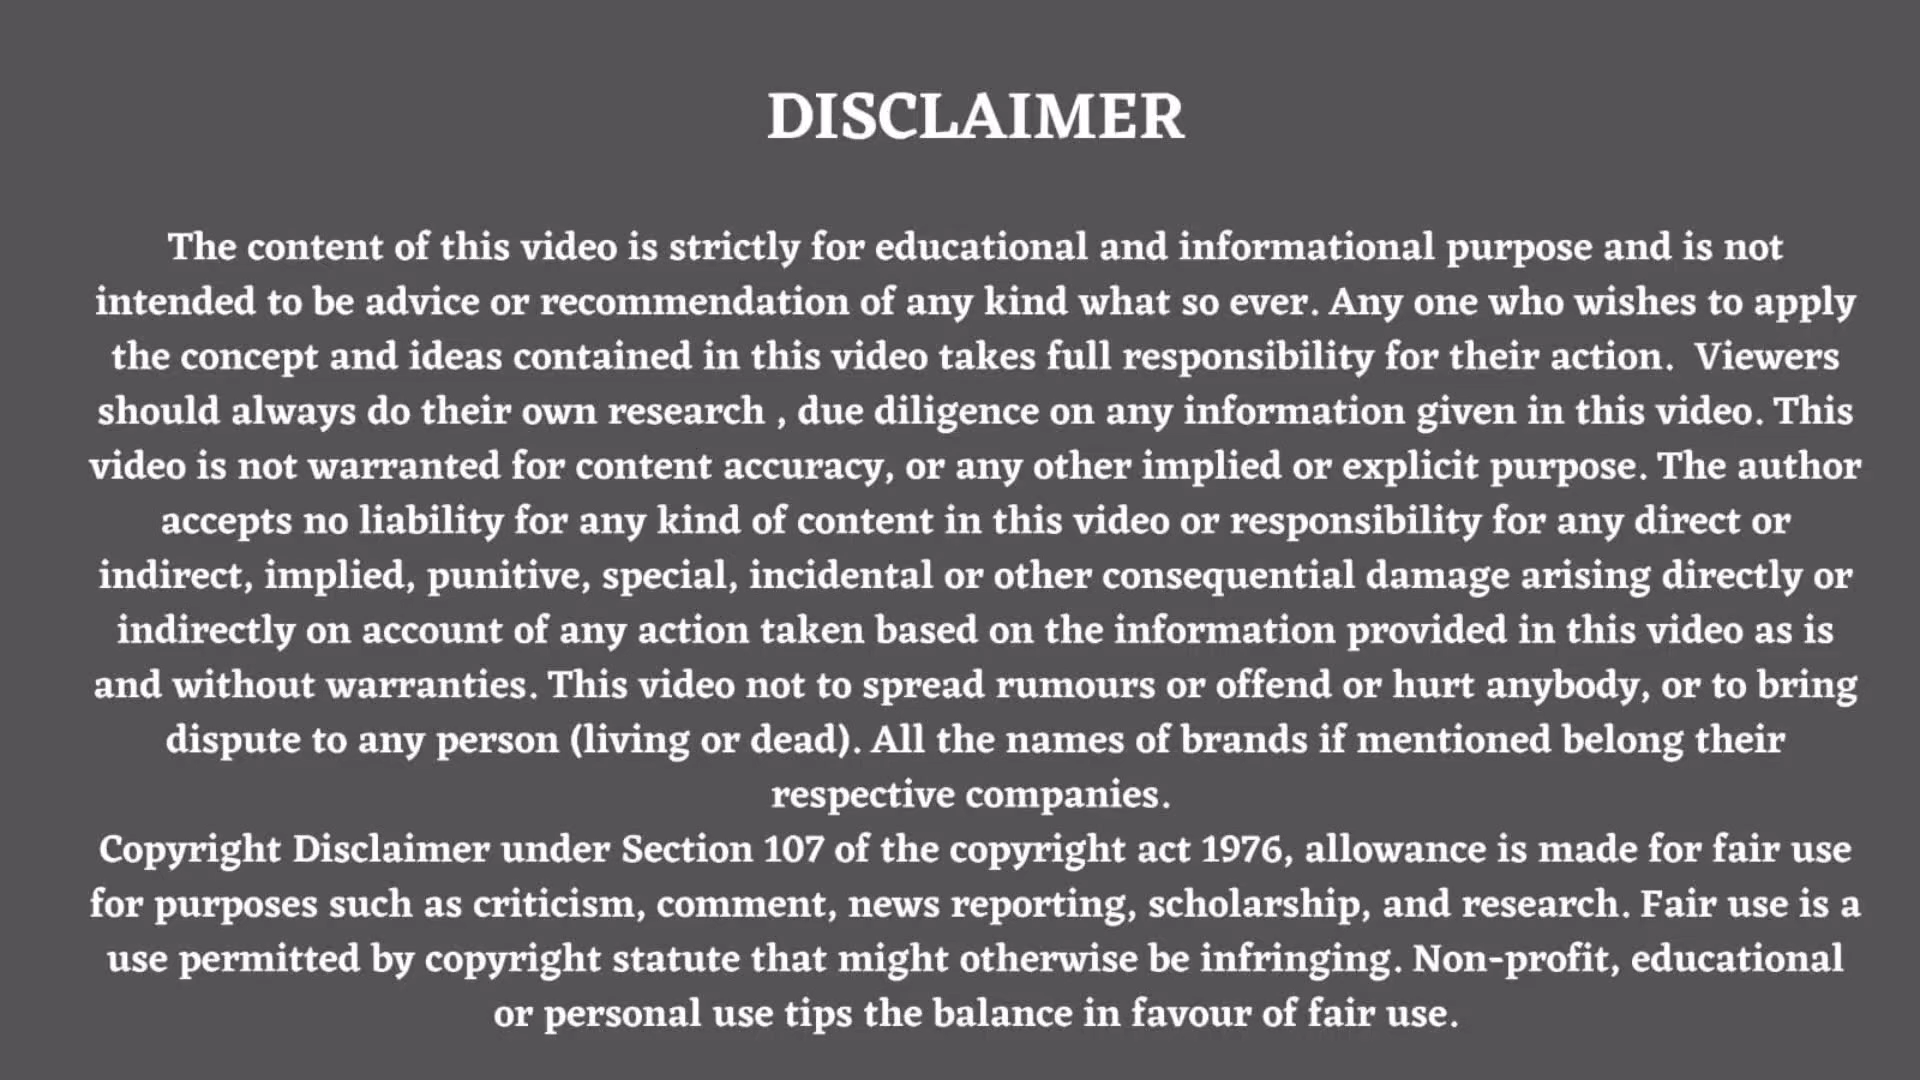 DISCLAIMER
The content of this video is strictly for educational and informational purpose and is not
intended to be advice or recommendation of any kind what so ever. Any one who wishes to apply
the concept and ideas contained in this video takes full responsibility for their action.  Viewers
should always do their own research , due diligence on any information given in this video. This
video is not warranted for content accuracy, or any other implied or explicit purpose. The author
accepts no liability for any kind of content in this video or responsibility for any direct or
indirect, implied, punitive, special, incidental or other consequential damage arising directly or
indirectly on account of any action taken based on the information provided in this video as is
and without warranties. This video not to spread rumours or offend or hurt anybody, or to bring
dispute to any person (living or dead). All the names of brands if mentioned belong their
respective companies.
Copyright Disclaimer under Section 107 of the copyright act 1976, allowance is made for fair use
for purposes such as criticism, comment, news reporting, scholarship, and research. Fair use is a
use permitted by copyright statute that might otherwise be infringing. Non-profit, educational
or personal use tips the balance in favour of fair use.